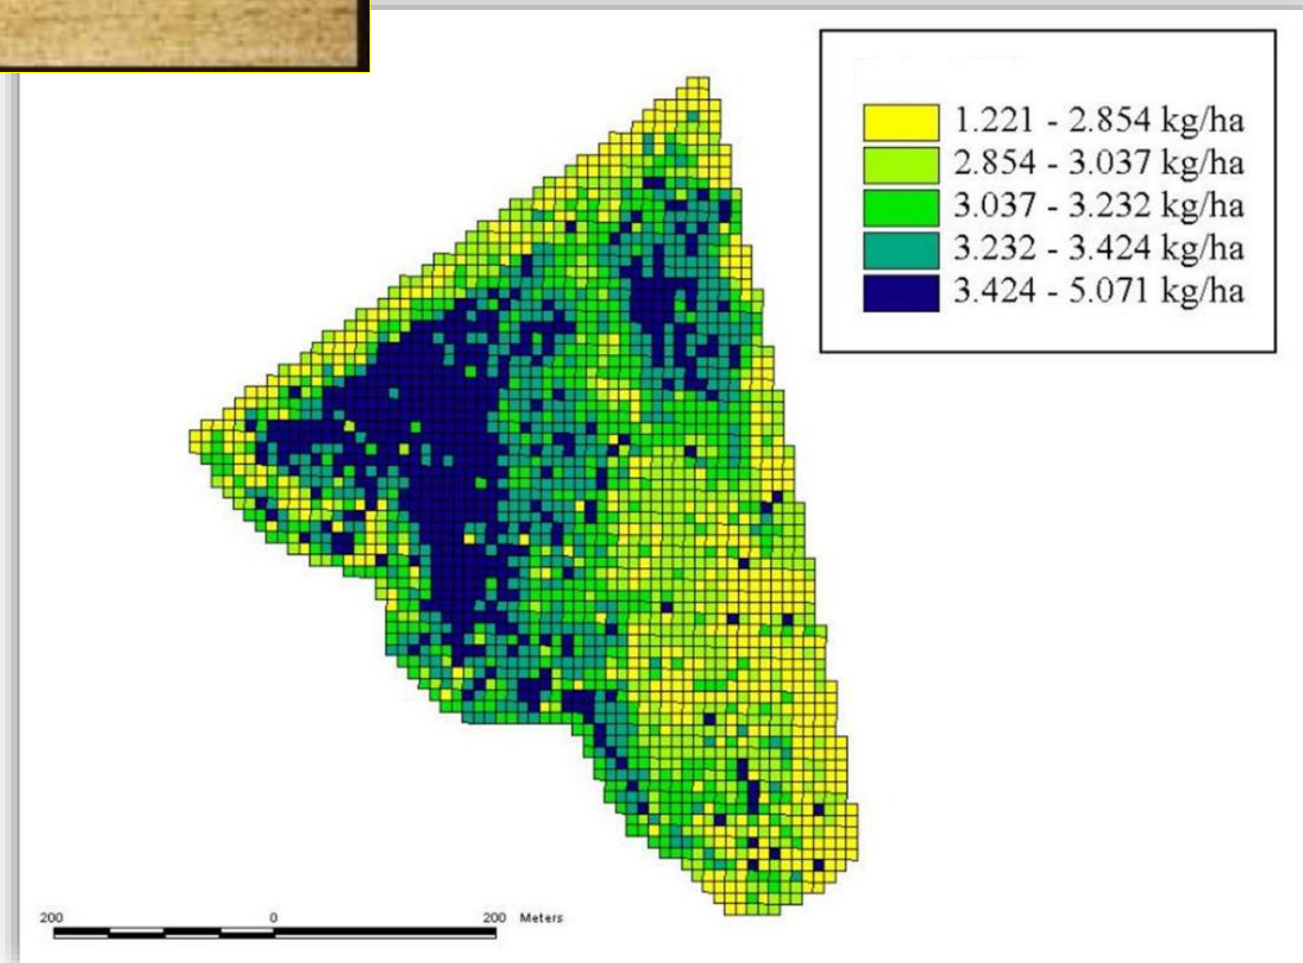 1.221 - 2.854 kg/ha
2.854 - 3.037 kg/ha
3.037 - 3.232 kg/ha
3.232 - 3.424 kg/ha
3.424 - 5.071 kg/ha
200 0 200 Meters